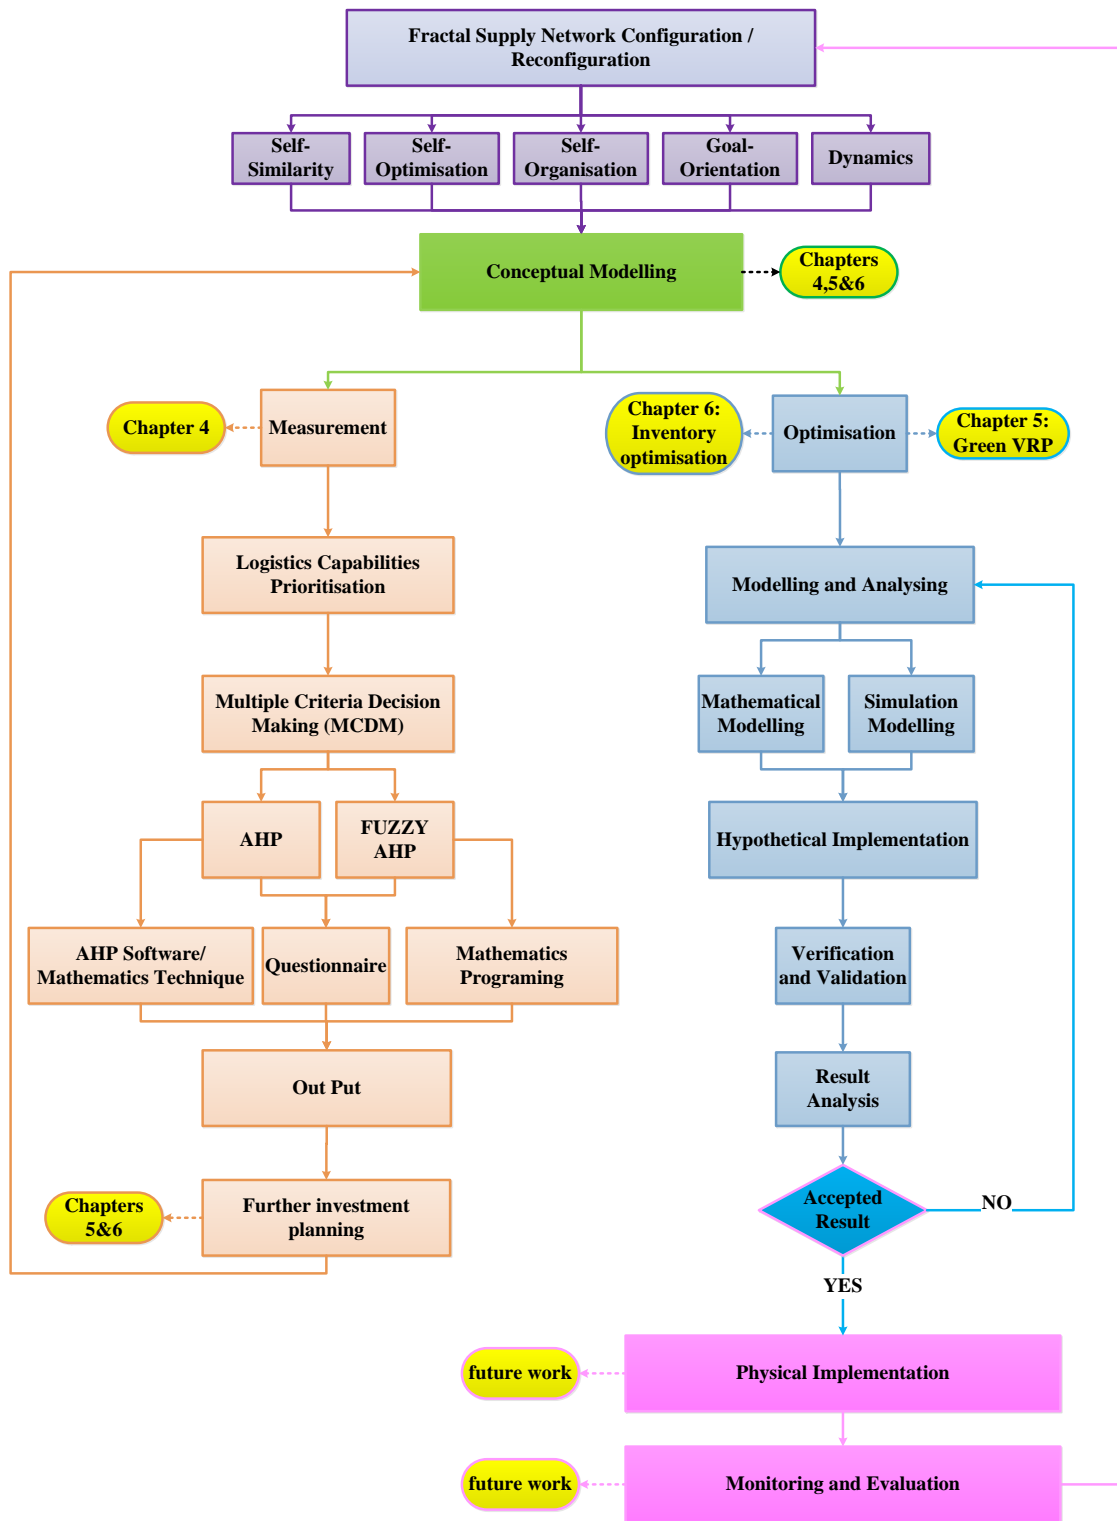 Fractal Supply Network Configuration /
Reconfiguration
Self-
Similarity
Self-
Optimisation
Self-
Organisation
Goal-
Orientation
Dynamics
Conceptual Modelling
Chapters
4,5&6
Chapter 4
Measurement
Chapter 6:
Inventory
optimisation
Optimisation
Chapter 5:
Green VRP
Logistics Capabilities
Prioritisation
Modelling and Analysing
Multiple Criteria Decision
Making (MCDM)
Mathematical
Modelling
Simulation
Modelling
AHP
FUZZY
AHP
Hypothetical Implementation
AHP Software/
Mathematics Technique
Questionnaire
Mathematics
Programing
Verification
and Validation
Out Put
Result
Analysis
Chapters
5&6
Further investment
planning
Accepted
Result
NO
YES
future work
Physical Implementation
future work
Monitoring and Evaluation